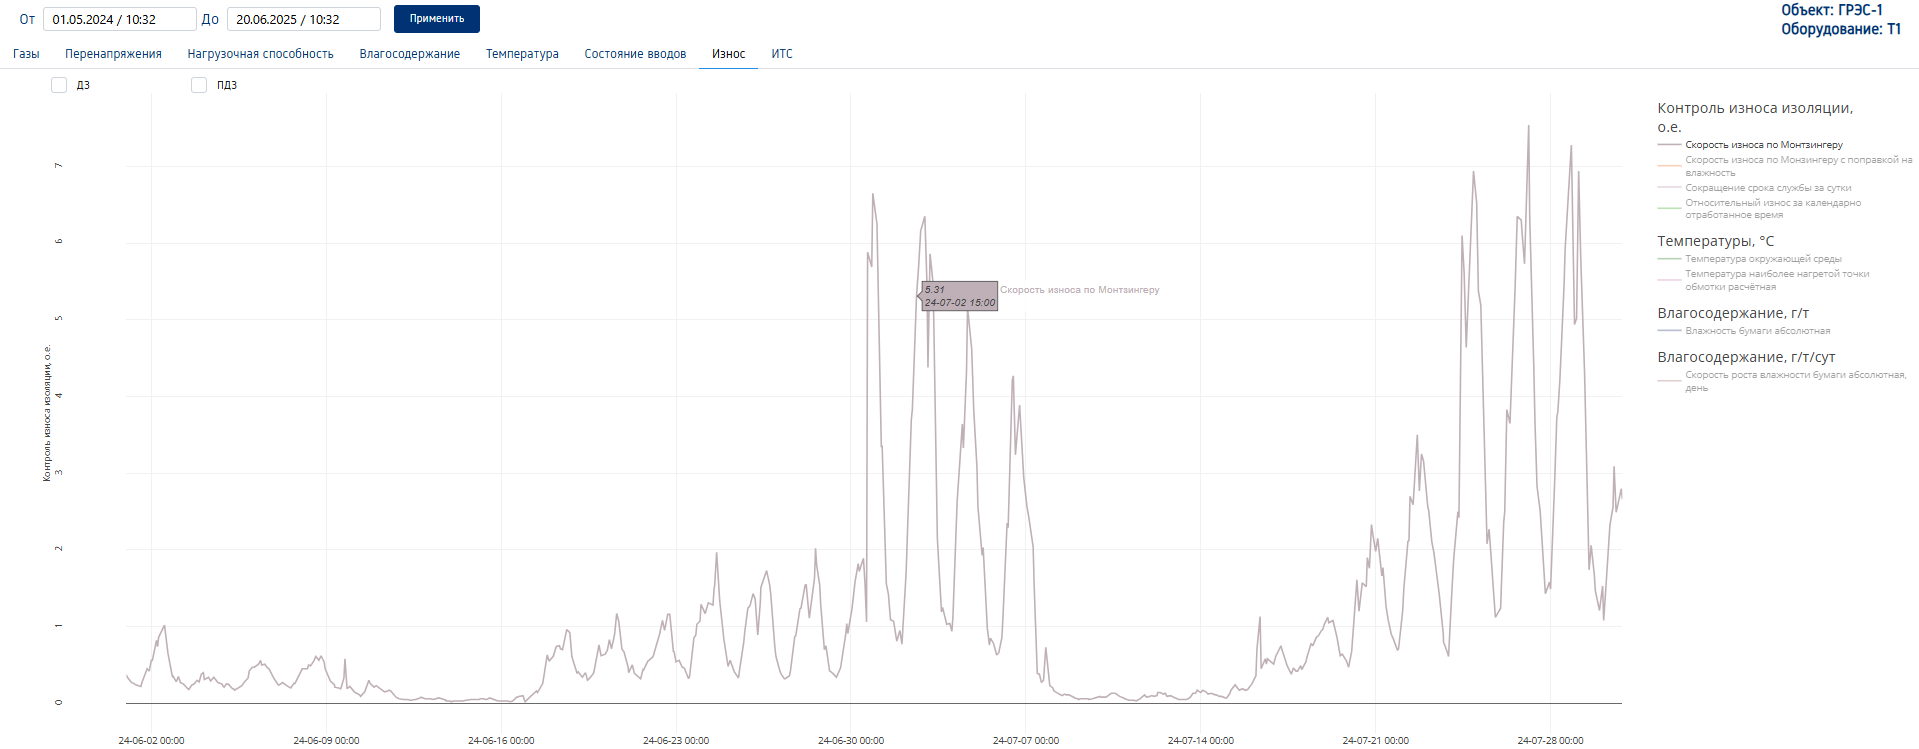 От 01.05.2024 / 10:32 До 20.06.2025 / 10:32 Применить
Объект: ГРЭС-1
Оборудование: Т1
Газы Перенапряжения Нагрузочная способность Влагосодержание Температура Состояние вводов Износ ИТС
ДЗ ПДЗ
Контроль износа изоляции, о.е.
7
6
5
4
3
2
1
0
5.31
24-07-02 15:00
Скорость износа по Монтзингеру
24-06-02 00:00 24-06-09 00:00 24-06-16 00:00 24-06-23 00:00 24-06-30 00:00 24-07-07 00:00 24-07-14 00:00 24-07-21 00:00 24-07-28 00:00
Контроль износа изоляции,
о.е.
Скорость износа по Монтзингеру
Скорость износа по Монзингеру с поправкой на
влажность
Сокращение срока службы за сутки
Относительный износ за календарно
отработанное время
Температуры, °C
Температура окружающей среды
Температура наиболее нагретой точки
обмотки расчётная
Влагосодержание, г/т
Влажность бумаги абсолютная
Влагосодержание, г/т/сут
Скорость роста влажности бумаги абсолютная,
день